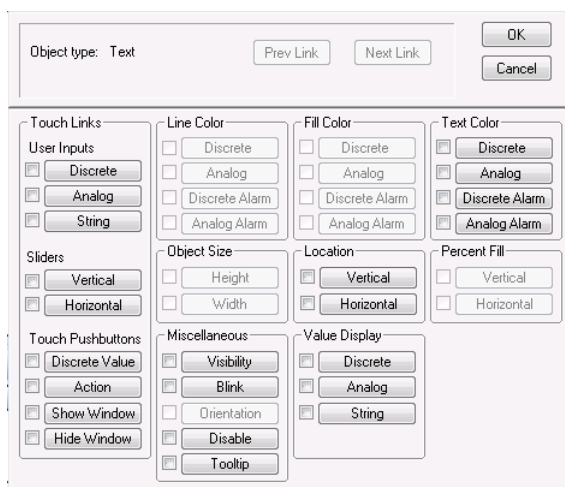 Object type: Text
Prev Link
Next Link
OK
Cancel
Touch Links
User Inputs
Discrete
Analog
String
Sliders
Vertical
Horizontal
Touch Pushbuttons
Discrete Value
Action
Show Window
Hide Window
Line Color
Discrete
Analog
Discrete Alarm
Analog Alarm
Object Size
Height
Width
Miscellaneous
Visibility
Blink
Orientation
Disable
Tooltip
Fill Color
Discrete
Analog
Discrete Alarm
Analog Alarm
Location
Vertical
Horizontal
Value Display
Discrete
Analog
String
Text Color
Discrete
Analog
Discrete Alarm
Analog Alarm
Percent Fill
Vertical
Horizontal